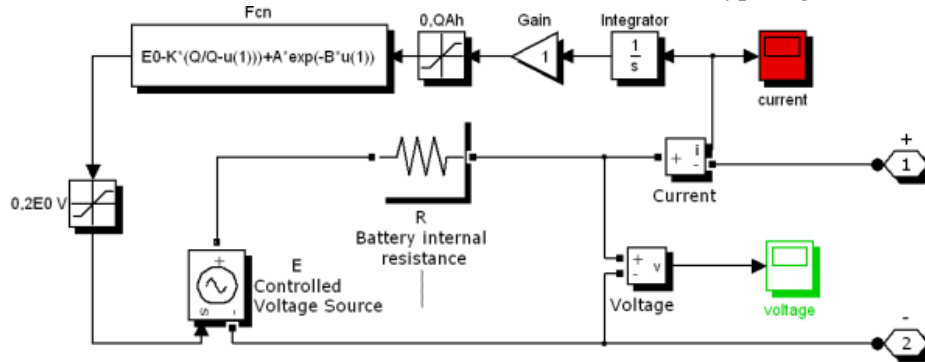 Fcn
0,QAh
Gain
Integrator
E0-K*(Q/Q-u(1)))+A*exp(-B*u(1))
1
1
s
current
+
1
i
+
-
Current
0,2E0 V
R
Battery internal
resistance
+
E
Controlled
Voltage Source
s
-
+
-
v
Voltage
voltage
-
2